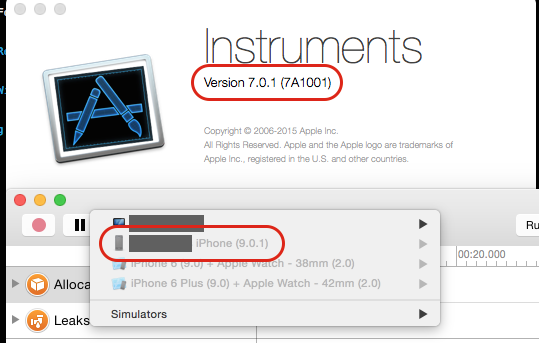 Instruments
Version 7.0.1 (7A1001)
Copyright © 2006-2015 Apple Inc.
All Rights Reserved. Apple and the Apple logo are trademarks of
Apple Inc., registered in the U.S. and other countries.
Ru
iPhone (9.0.1)
00:20.000
iPhone 6 (9.0) + Apple Watch - 38mm (2.0)
Alloca
iPhone 6 Plus (9.0) + Apple Watch - 42mm (2.0)
Simulators
Leaks